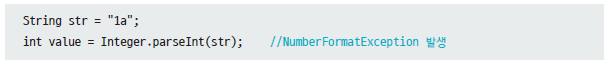 String str = "1a";
int value = Integer.parseInt(str); //NumberFormatException 발생